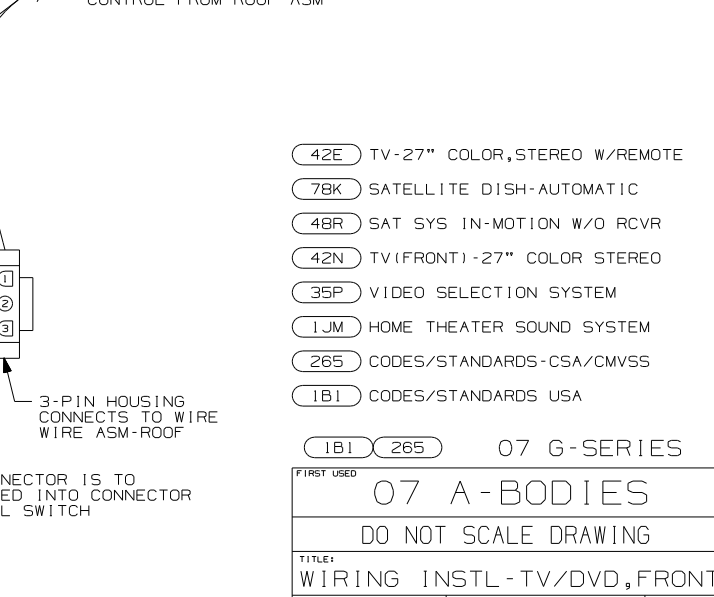 CONTROL FROM ROOF ASM
42E TV-27" COLOR,STEREO W/REMOTE
78K SATELLITE DISH-AUTOMATIC
48R SAT SYS IN-MOTION W/O RCVR
42N TV(FRONT)-27" COLOR STEREO
35P VIDEO SELECTION SYSTEM
1JM HOME THEATER SOUND SYSTEM
265 CODES/STANDARDS-CSA/CMVSS
1B1 CODES/STANDARDS USA
1
2
3
3-PIN HOUSING
CONNECTS TO WIRE
WIRE ASM-ROOF
NECTOR IS TO
ED INTO CONNECTOR
L SWITCH
1B1 265 07 G-SERIES
FIRST USED
07 A-BODIES
DO NOT SCALE DRAWING
TITLE:
WIRING INSTL-TV/DVD,FRONT